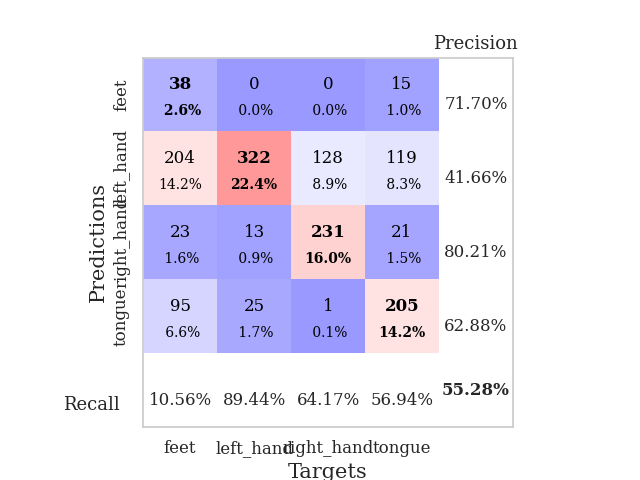 Precision
feet 38 0 0 15 71.70%
2.6% 0.0% 0.0% 1.0%
left_hand 204 322 128 119 41.66%
14.2% 22.4% 8.9% 8.3%
right_hand 23 13 231 21 80.21%
1.6% 0.9% 16.0% 1.5%
tongue 95 25 1 205 62.88%
6.6% 1.7% 0.1% 14.2%
Predictions
Recall 10.56% 89.44% 64.17% 56.94% 55.28%
feet left_hand right_hand tongue
Targets